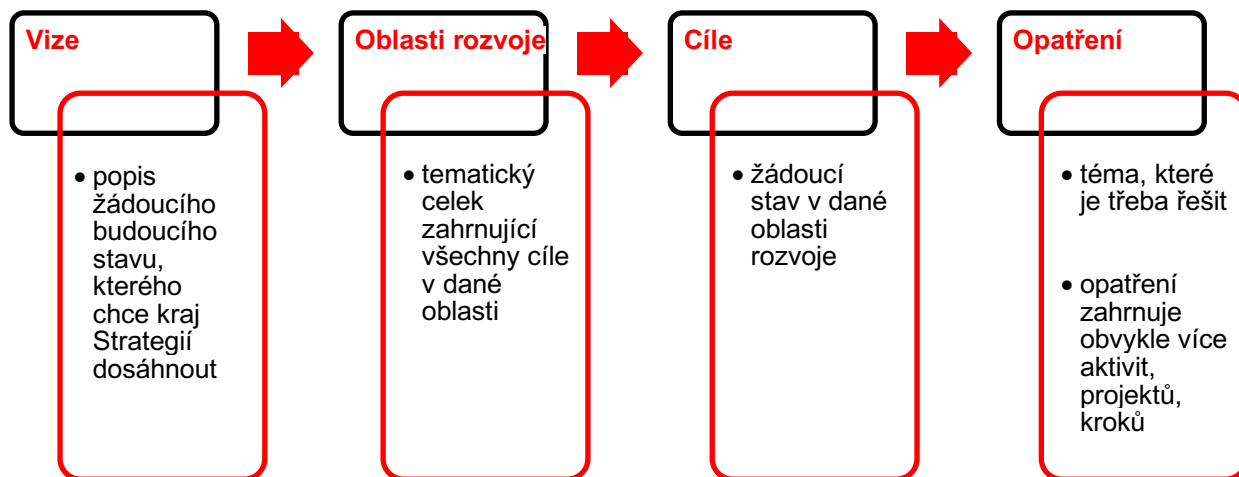 Vize
• popis
žádoucího
budoucího
stavu,
kterého
chce kraj
Strategií
dosáhnout
Oblasti rozvoje
• tematický
celek
zahrnující
všechny cíle
v dané
oblasti
Cíle
• žádoucí
stav v dané
oblasti
rozvoje
Opatření
• téma, které
je třeba řešit
• opatření
zahrnuje
obvykle více
aktivit,
projektů,
kroků